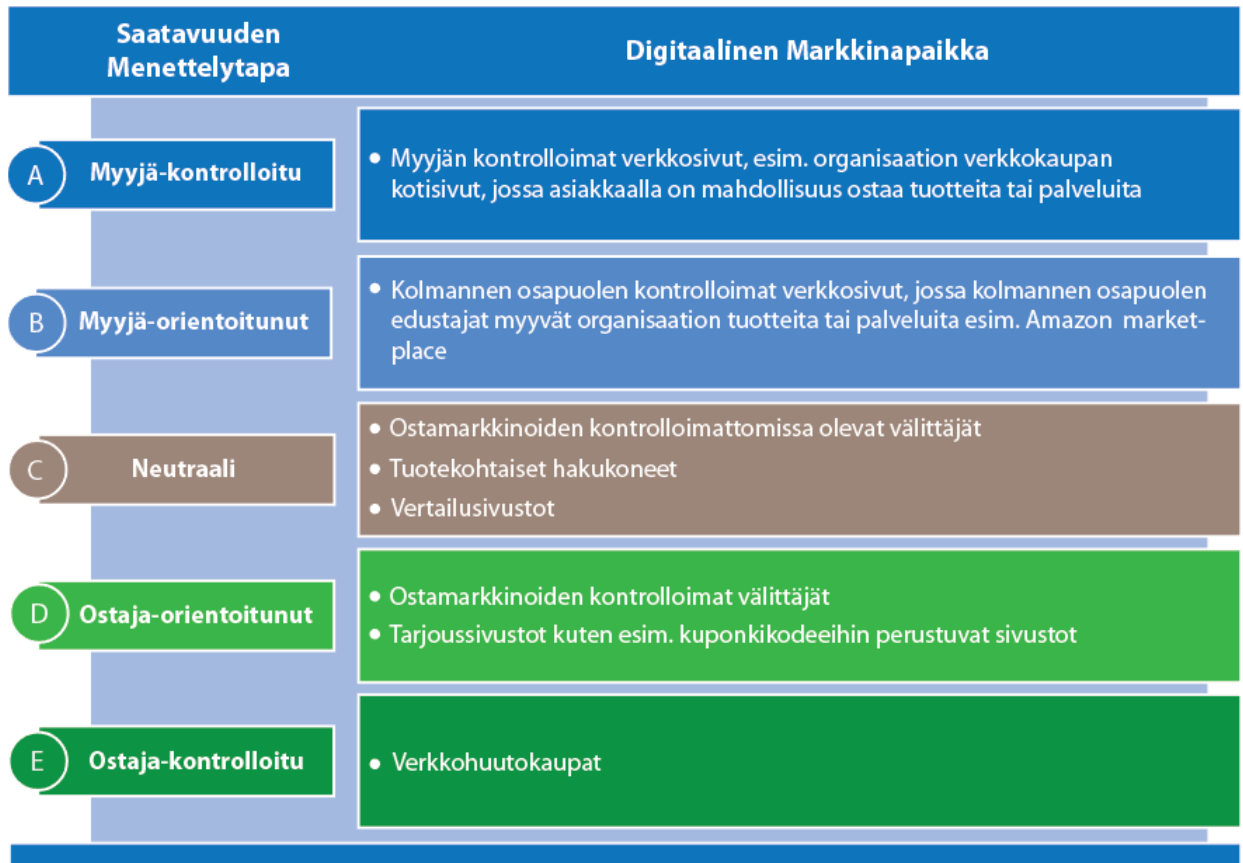 Saatavuuden
Menettelytapa
Digitaalinen Markkinapaikka
A
Myyjä-kontrolloitu
• Myyjän kontrolloimat verkkosivut, esim. organisaation verkkokaupan
kotisivut, jossa asiakkaalla on mahdollisuus ostaa tuotteita tai palveluita
B
Myyjä-orientoitunut
• Kolmannen osapuolen kontrolloimat verkkosivut, jossa kolmannen osapuolen
edustajat myyvät organisaation tuotteita tai palveluita esim. Amazon market-
place
C
Neutraali
• Ostamarkkinoiden kontrolloimattomissa olevat välittäjät
• Tuotekohtaiset hakukoneet
• Vertailusivustot
D
Ostaja-orientoitunut
• Ostamarkkinoiden kontrolloimat välittäjät
• Tarjoussivustot kuten esim. kuponkikodeeihin perustuvat sivustot
E
Ostaja-kontrolloitu
• Verkkohuutokaupat